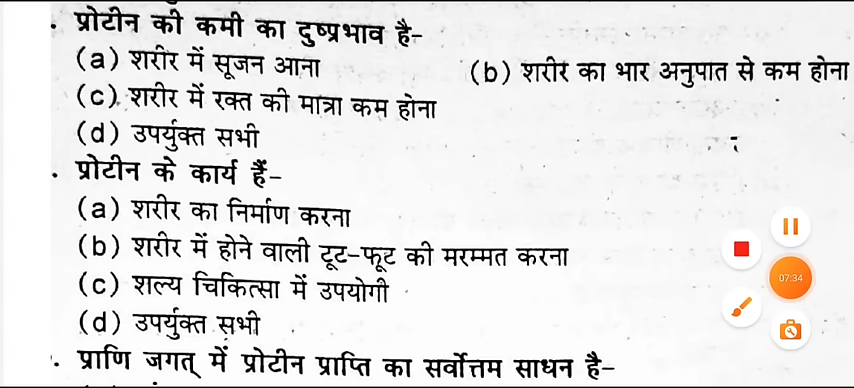 . प्रोटीन की कमी का दुष्प्रभाव है-
(a) शरीर में सूजन आना (b) शरीर का भार अनुपात से कम होना
(c) शरीर में रक्त की मात्रा कम होना
(d) उपर्युक्त सभी
. प्रोटीन के कार्य हैं-
(a) शरीर का निर्माण करना
(b) शरीर में होने वाली टूट-फूट की मरम्मत करना
(c) शल्य चिकित्सा में उपयोगी
(d) उपर्युक्त सभी
07:34
. प्राणि जगत् में प्रोटीन प्राप्ति का सर्वोत्तम साधन है-